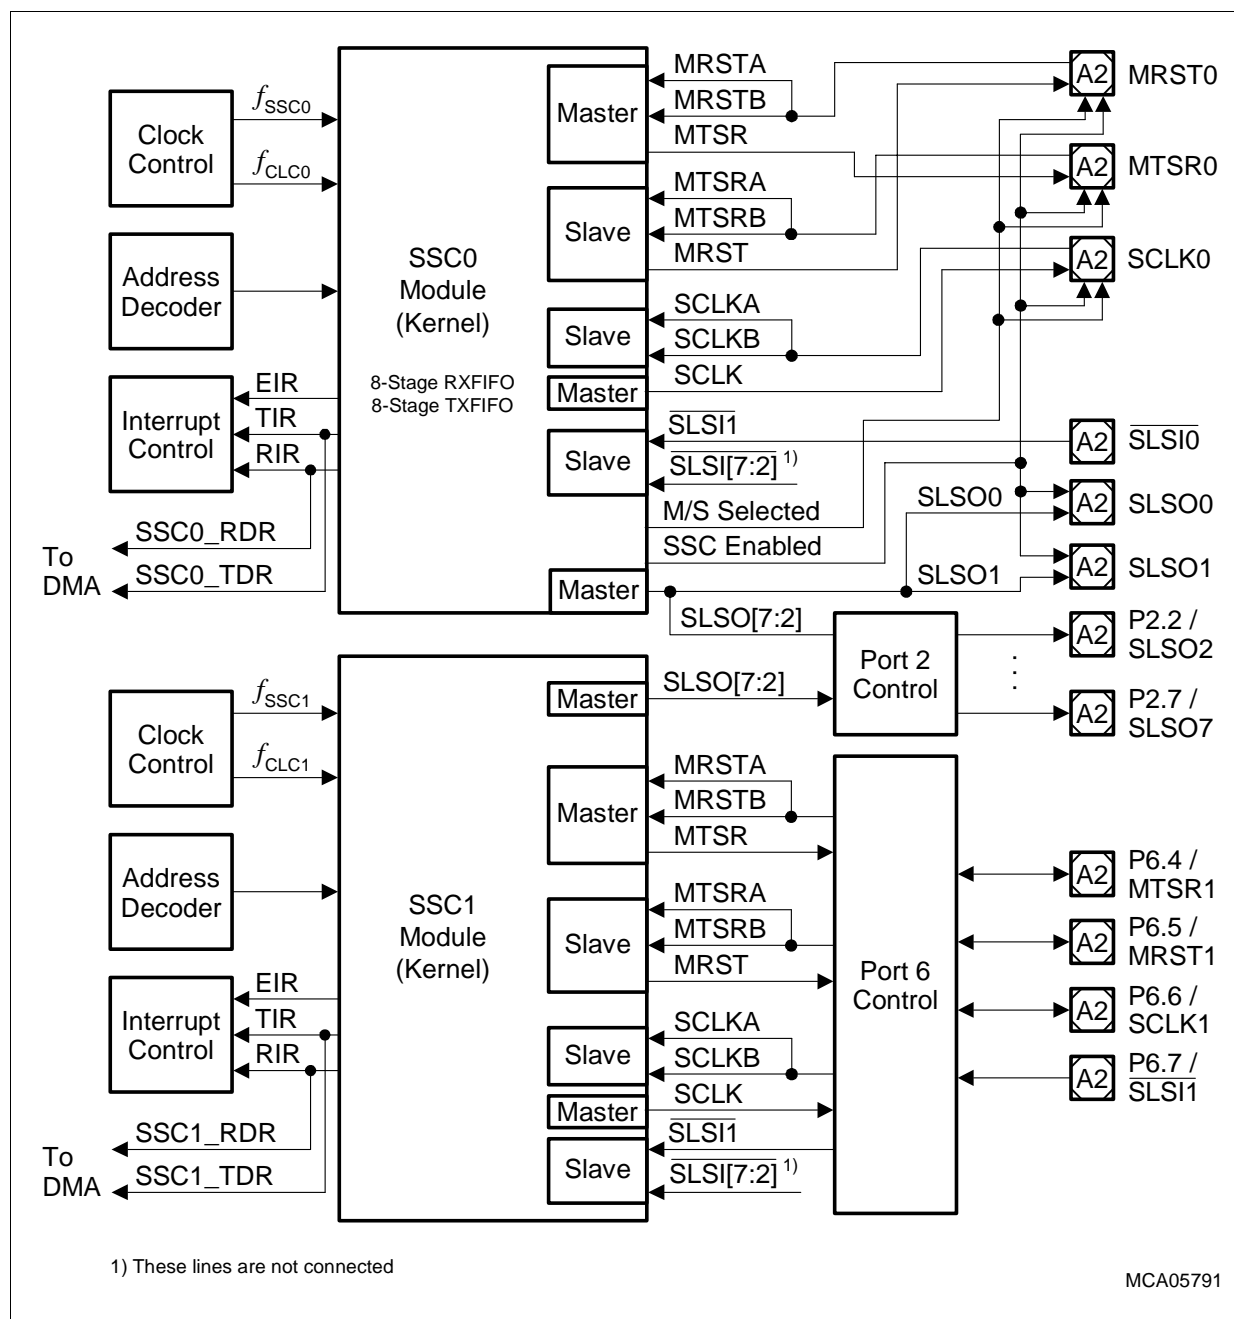 Clock
Control
fSSC0
fCLC0
Address
Decoder
Interrupt
Control
EIR
TIR
RIR
To
DMA
SSC0_RDR
SSC0_TDR
SSC0
Module
(Kernel)
8-Stage RXFIFO
8-Stage TXFIFO
Master
Slave
Slave
Master
Slave
Master
MRSTA
MRSTB
MTSR
MTSRA
MTSRB
MRST
SCLKA
SCLKB
SCLK
SLSI1
SLSI[7:2] 1)
M/S Selected
SSC Enabled
SLSO0
SLSO1
SLSO[7:2]
A2 MRST0
A2 MTSR0
A2 SCLK0
A2 SLSI0
A2 SLSO0
A2 SLSO1
Port 2
Control
A2 P2.2 /
SLSO2
A2 P2.7 /
SLSO7
Clock
Control
fSSC1
fCLC1
Address
Decoder
Interrupt
Control
EIR
TIR
RIR
To
DMA
SSC1_RDR
SSC1_TDR
SSC1
Module
(Kernel)
Master
Master
Slave
Slave
Master
Slave
SLSO[7:2]
MRSTA
MRSTB
MTSR
MTSRA
MTSRB
MRST
SCLKA
SCLKB
SCLK
SLSI1
SLSI[7:2] 1)
Port 6
Control
A2 P6.4 /
MTSR1
A2 P6.5 /
MRST1
A2 P6.6 /
SCLK1
A2 P6.7 /
SLSI1
1) These lines are not connected
MCA05791